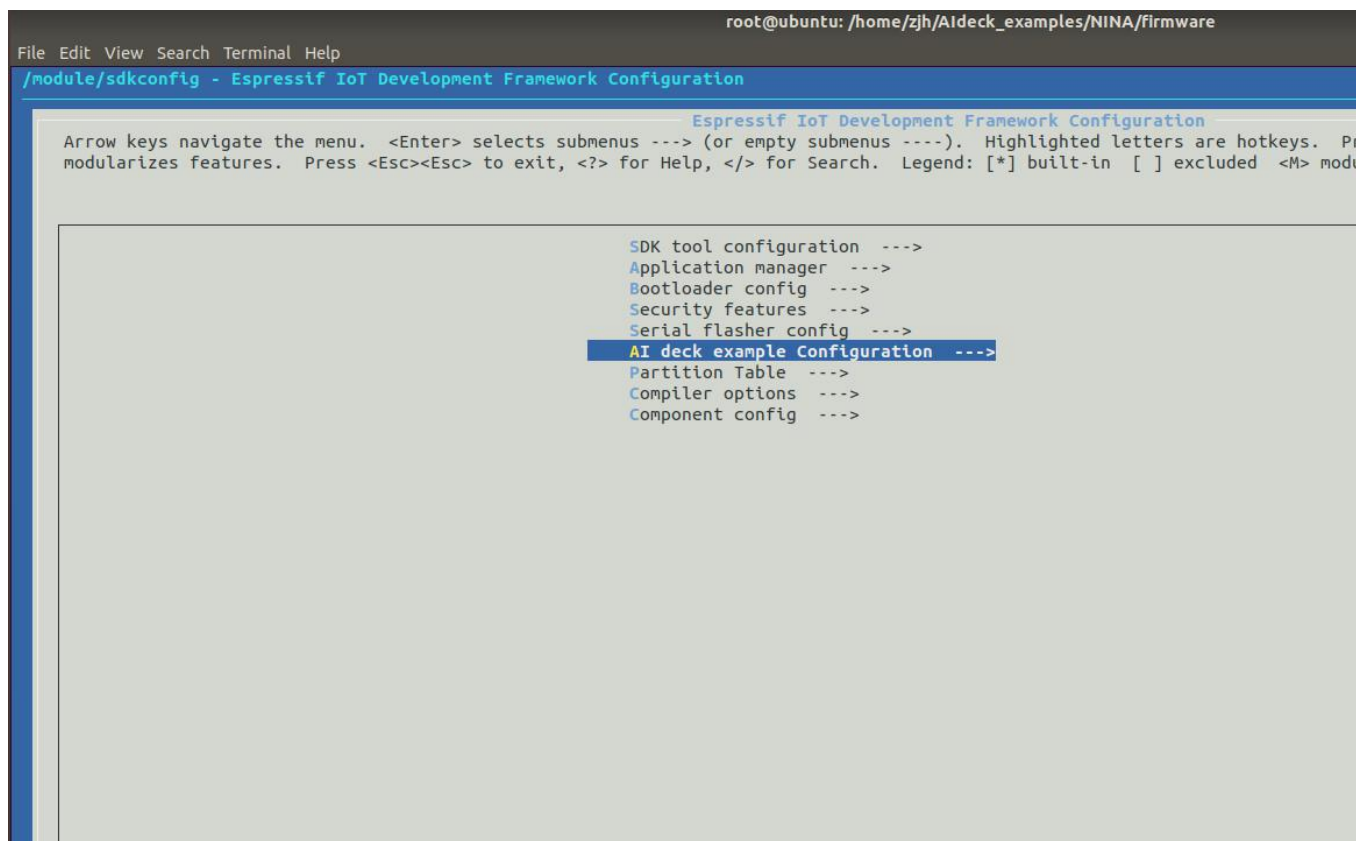 root@ubuntu: /home/zjh/AIdeck_examples/NINA/firmware
File Edit View Search Terminal Help
/module/sdkconfig - Espressif IoT Development Framework Configuration
Espressif IoT Development Framework Configuration
Arrow keys navigate the menu. <Enter> selects submenus ---> (or empty submenus ----). Highlighted letters are hotkeys. Pr
modularizes features. Press <Esc><Esc> to exit, <?> for Help, </> for Search. Legend: [*] built-in [ ] excluded <M> modu
SDK tool configuration --->
Application manager --->
Bootloader config --->
Security features --->
Serial flasher config --->
AI deck example Configuration --->
Partition Table --->
Compiler options --->
Component config --->